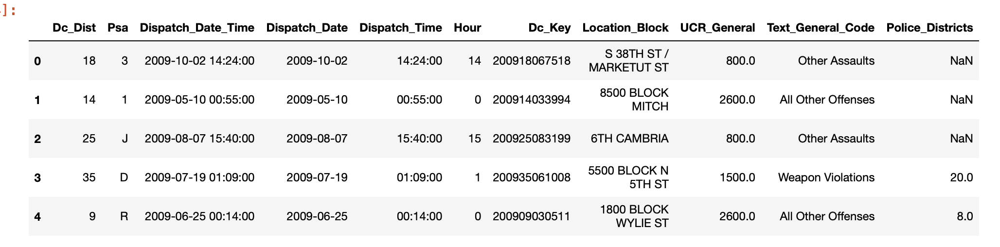 ]:
Dc_Dist Psa Dispatch_Date_Time Dispatch_Date Dispatch_Time Hour Dc_Key Location_Block UCR_General Text_General_Code Police_Districts
0 18 3 2009-10-02 14:24:00 2009-10-02 14:24:00 14 200918067518 S 38TH ST / MARKETUT ST 800.0 Other Assaults NaN
1 14 1 2009-05-10 00:55:00 2009-05-10 00:55:00 0 200914033994 8500 BLOCK MITCH 2600.0 All Other Offenses NaN
2 25 J 2009-08-07 15:40:00 2009-08-07 15:40:00 15 200925083199 6TH CAMBRIA 800.0 Other Assaults NaN
3 35 D 2009-07-19 01:09:00 2009-07-19 01:09:00 1 200935061008 5500 BLOCK N 5TH ST 1500.0 Weapon Violations 20.0
4 9 R 2009-06-25 00:14:00 2009-06-25 00:14:00 0 200909030511 1800 BLOCK WYLIE ST 2600.0 All Other Offenses 8.0